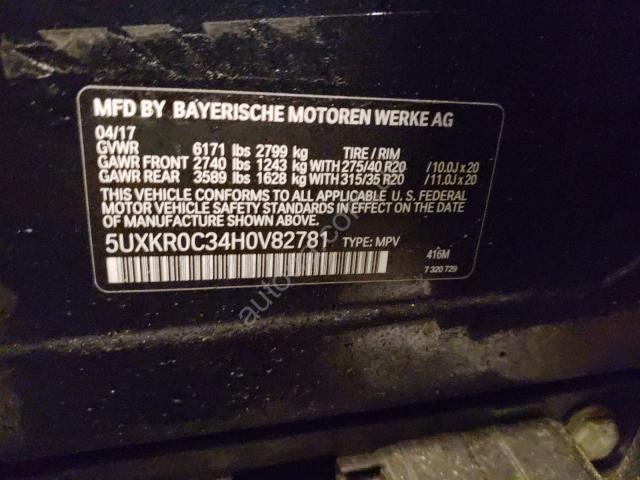 MFD BY BAYERISCHE MOTOREN WERKE AG
04/17
GVWR 6171 lbs 2799 kg TIRE / RIM
GAWR FRONT 2740 lbs 1243 kg WITH 275/40 R20 /10.0J x 20
GAWR REAR 3589 lbs 1628 kg WITH 315/35 R20 /11.0J x 20
THIS VEHICLE CONFORMS TO ALL APPLICABLE U. S. FEDERAL
MOTOR VEHICLE SAFETY STANDARDS IN EFFECT ON THE DATE
OF MANUFACTURE SHOWN ABOVE.
5UXKR0C34H0V82781 TYPE: MPV
416M
7 320 729